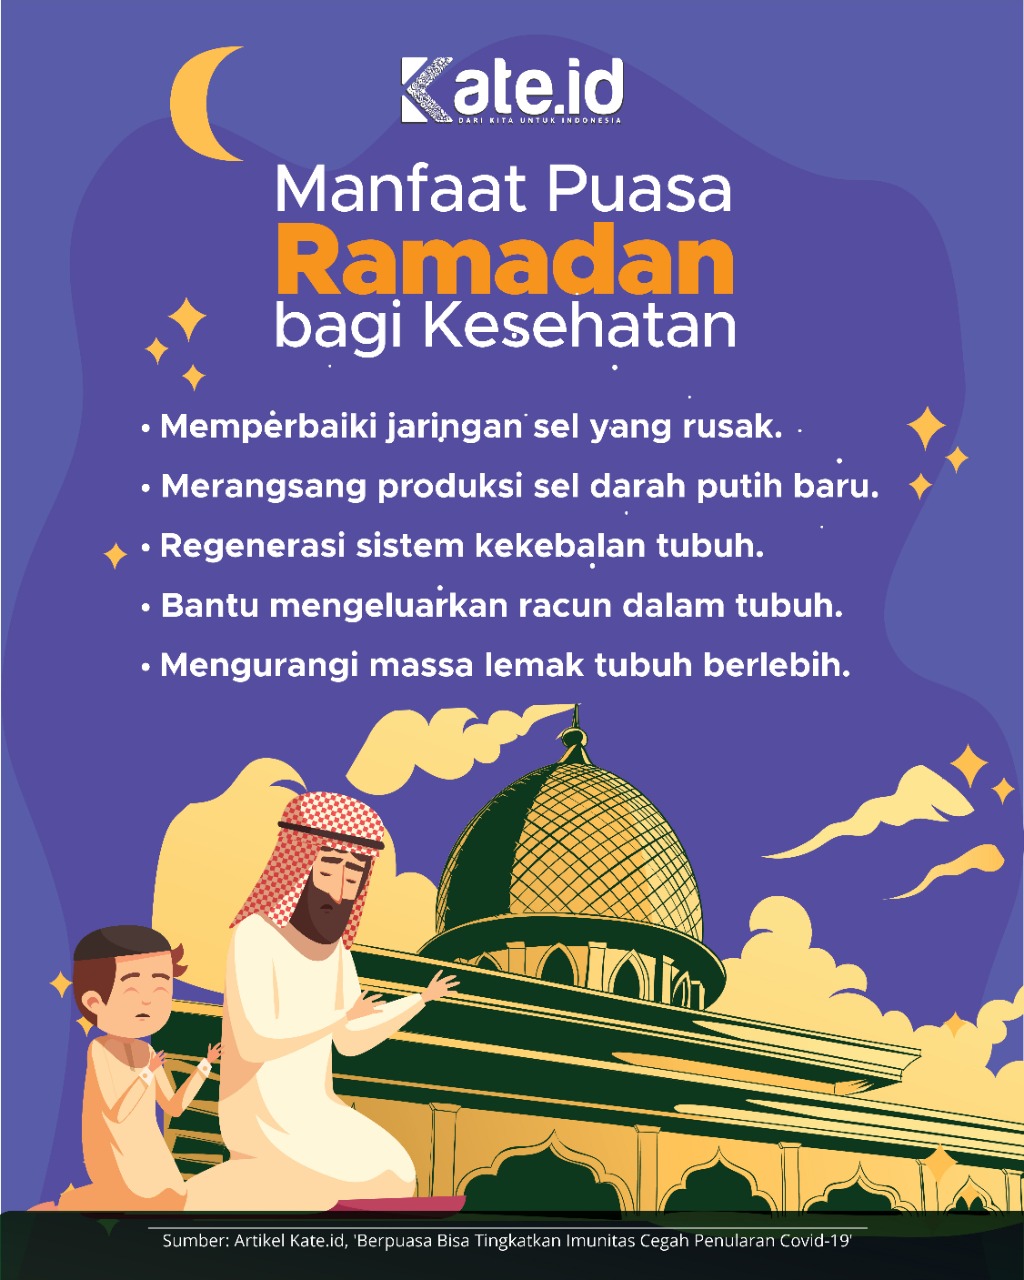 Kate.id
DARI KITA UNTUK INDONESIA
Manfaat Puasa
Ramadan
bagi Kesehatan
• Memperbaiki jaringan sel yang rusak.
• Merangsang produksi sel darah putih baru.
• Regenerasi sistem kekebalan tubuh.
• Bantu mengeluarkan racun dalam tubuh.
• Mengurangi massa lemak tubuh berlebih.
Sumber: Artikel Kate.id, 'Berpuasa Bisa Tingkatkan Imunitas Cegah Penularan Covid-19'